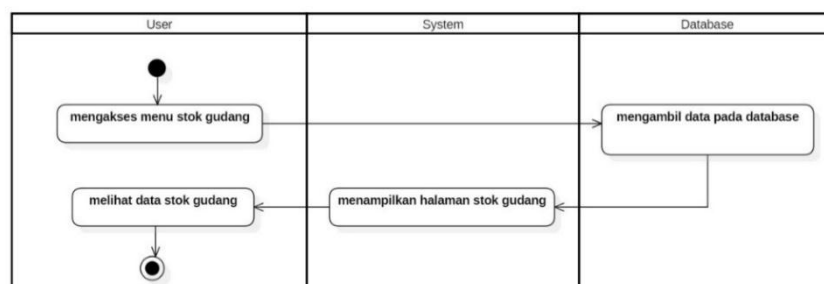 User
System
Database
mengakses menu stok gudang
mengambil data pada database
melihat data stok gudang
menampilkan halaman stok gudang